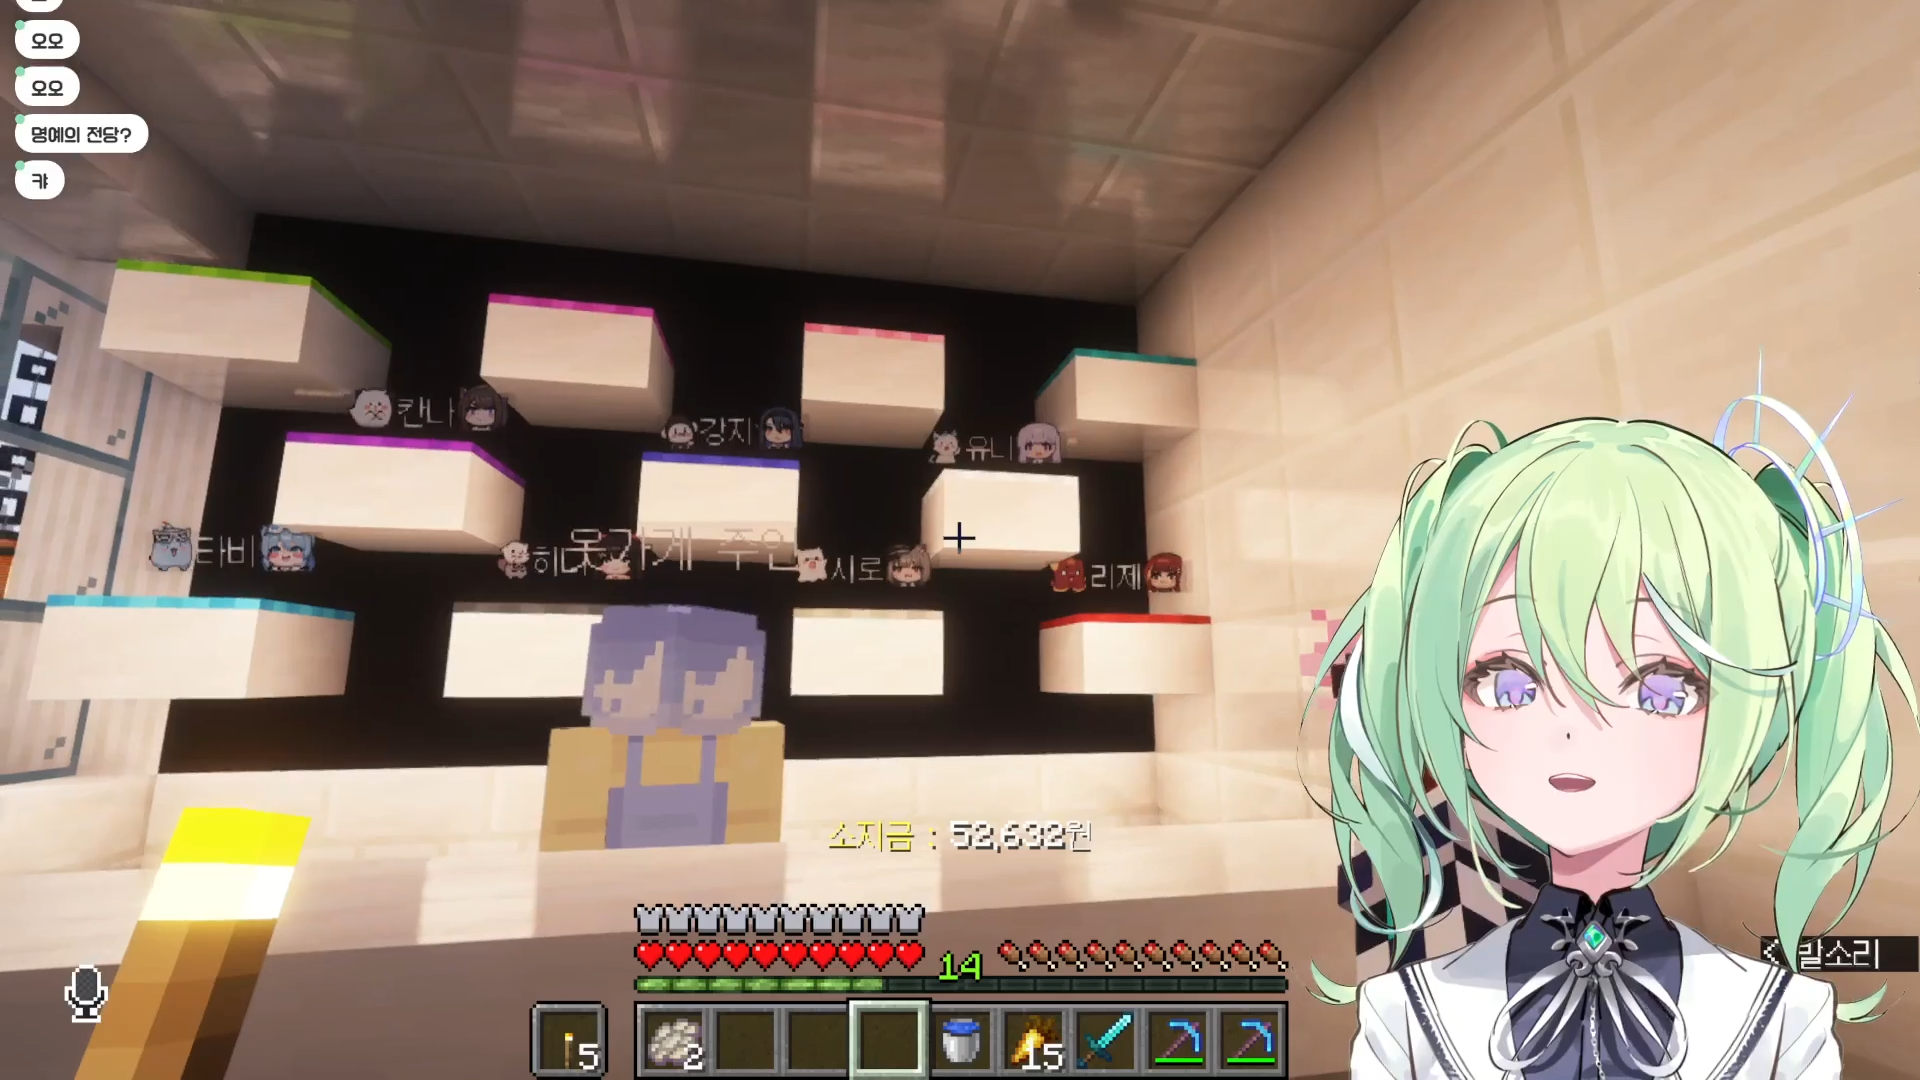 오오
오오
명예의 전당?
캬
칸나
강지
유니
타비
히나
옷가게 주인
시로
리제
소지금 : 52,632원
14
발소리
5
2
15